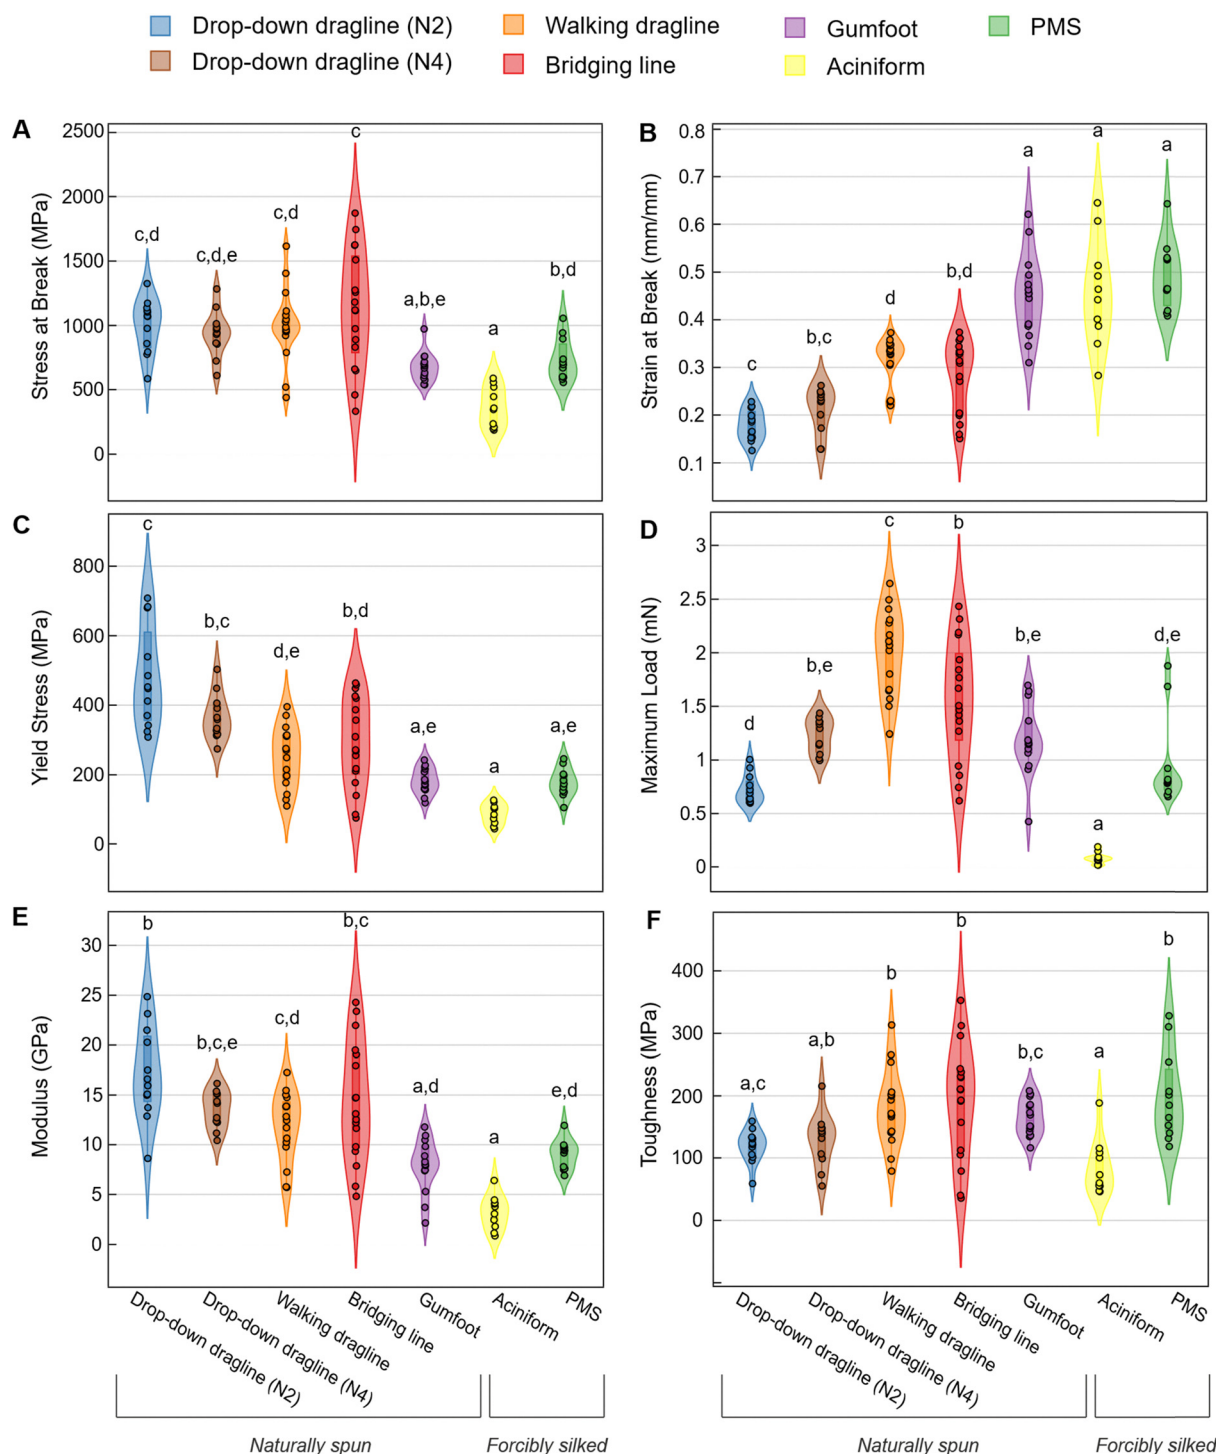 Drop-down dragline (N2)
Walking dragline
Gumfoot
PMS
Drop-down dragline (N4)
Bridging line
Aciniform
A
Stress at Break (MPa)
2500
2000
1500
1000
500
0
c,d
c,d,e
c,d
c
a,b,e
a
b,d
B
Strain at Break (mm/mm)
0.8
0.7
0.6
0.5
0.4
0.3
0.2
0.1
c
b,c
d
b,d
a
a
a
C
Yield Stress (MPa)
800
600
400
200
0
c
b,c
d,e
b,d
a,e
a
a,e
D
Maximum Load (mN)
3
2.5
2
1.5
1
0.5
0
d
b,e
c
b
b,e
a
d,e
E
Modulus (GPa)
30
25
20
15
10
5
0
b
b,c,e
c,d
b,c
a,d
a
e,d
Drop-down dragline (N2)
Drop-down dragline (N4)
Walking dragline
Bridging line
Gumfoot
Aciniform
PMS
Naturally spun
Forcibly silked
F
Toughness (MPa)
400
300
200
100
0
a,c
a,b
b
b
b,c
a
b
Drop-down dragline (N2)
Drop-down dragline (N4)
Walking dragline
Bridging line
Gumfoot
Aciniform
PMS
Naturally spun
Forcibly silked